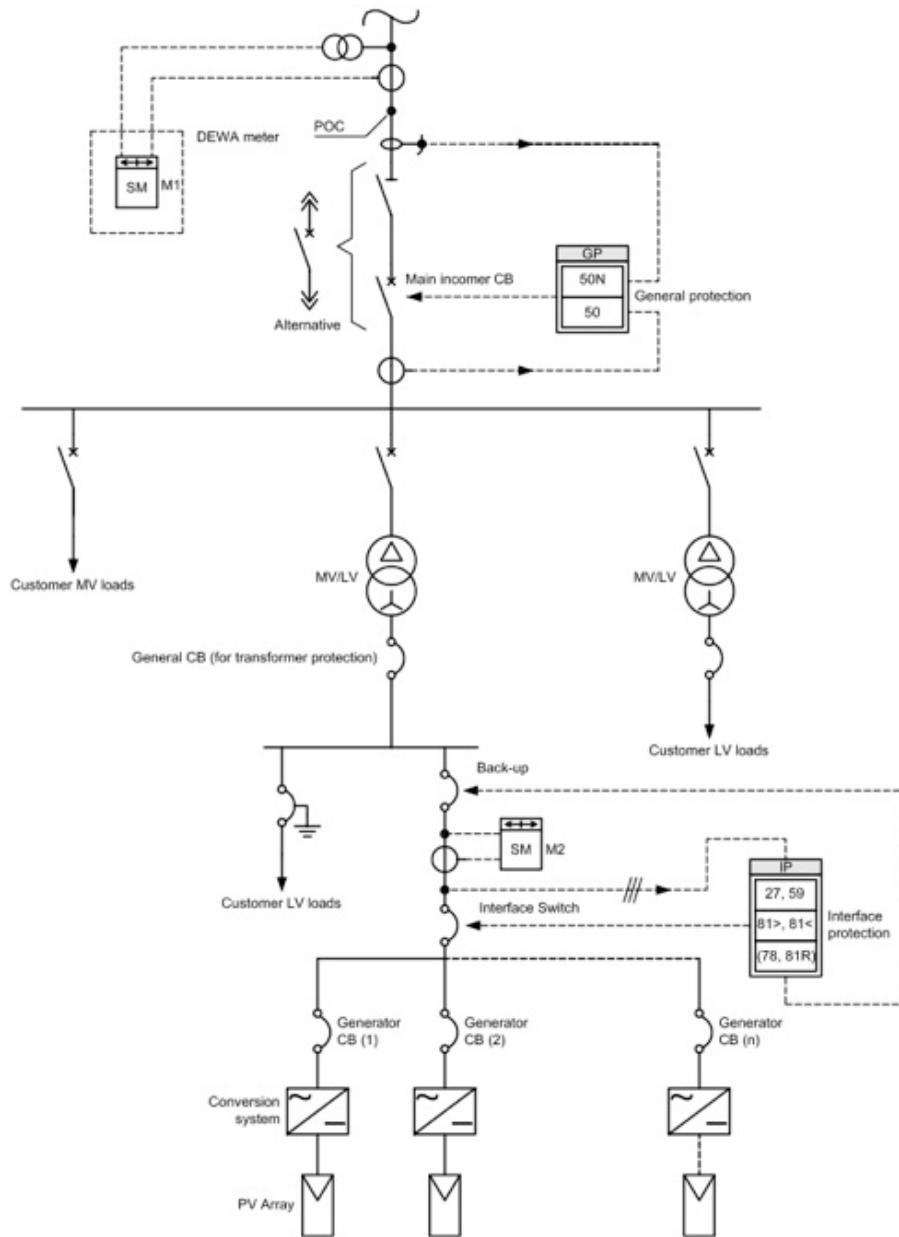 POC
DEWA meter
SM
M1
GP
50N
50
General protection
Main incomer CB
Alternative
Customer MV loads
MV/LV
MV/LV
General CB (for transformer protection)
Customer LV loads
Back-up
SM
M2
Customer LV loads
Interface Switch
IP
27, 59
81>, 81<
(78, 81R)
Interface
protection
Generator
CB (1)
Generator
CB (2)
Generator
CB (n)
Conversion
system
PV Array